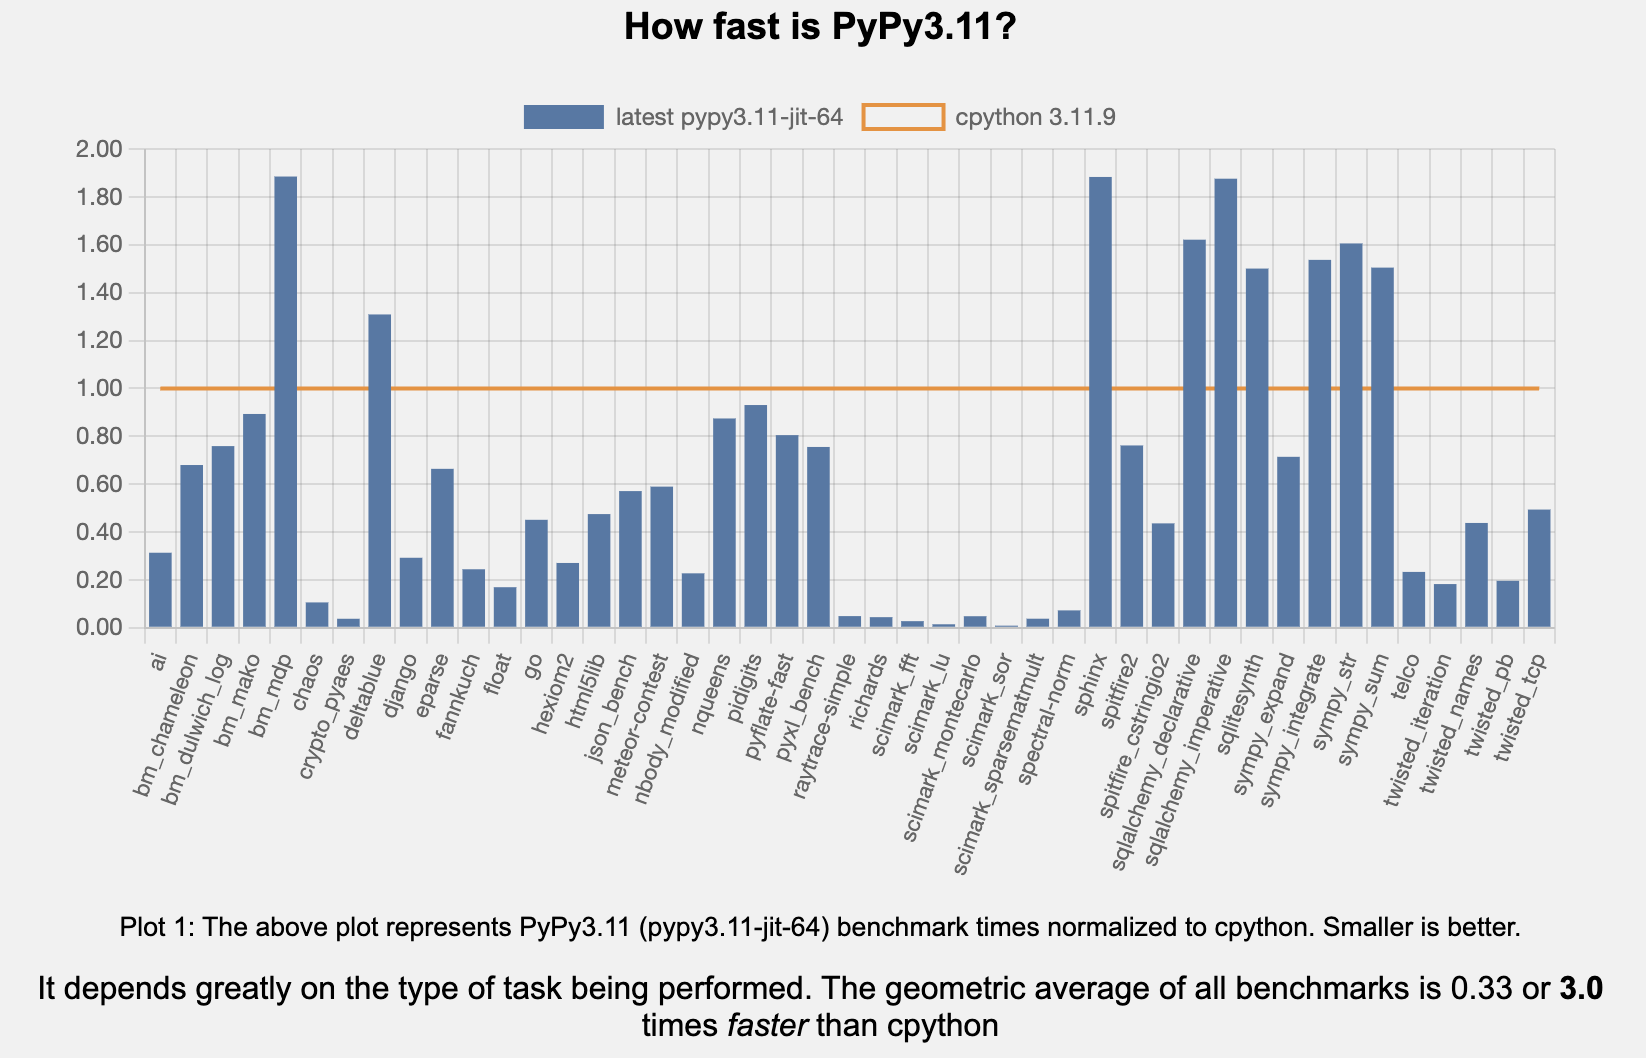 How fast is PyPy3.11?
latest pypy3.11-jit-64
cpython 3.11.9
2.00
1.80
1.60
1.40
1.20
1.00
0.80
0.60
0.40
0.20
0.00
ai
bm_chameleon
bm_dulwich_log
bm_mako
bm_mdp
chaos
crypto_pyaes
deltablue
django
eparse
fannkuch
float
go
hexiom2
html5lib
json_bench
meteor-contest
nbody_modified
nqueens
pidigits
pyflate-fast
pyxl_bench
raytrace-simple
richards
scimark_fft
scimark_lu
scimark_montecarlo
scimark_sor
scimark_sparsematmult
spectral-norm
sphinx
spitfire2
spitfire_cstringio2
sqlalchemy_declarative
sqlalchemy_imperative
sqlitesynth
sympy_expand
sympy_integrate
sympy_str
sympy_sum
telco
twisted_iteration
twisted_names
twisted_pb
twisted_tcp
Plot 1: The above plot represents PyPy3.11 (pypy3.11-jit-64) benchmark times normalized to cpython. Smaller is better.
It depends greatly on the type of task being performed. The geometric average of all benchmarks is 0.33 or 3.0
times faster than cpython